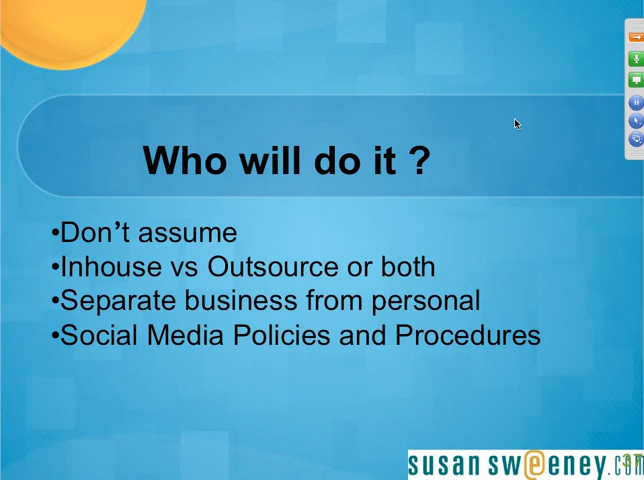 Who will do it ?
•Don’t assume
•Inhouse vs Outsource or both
•Separate business from personal
•Social Media Policies and Procedures
susan sw@eney.com